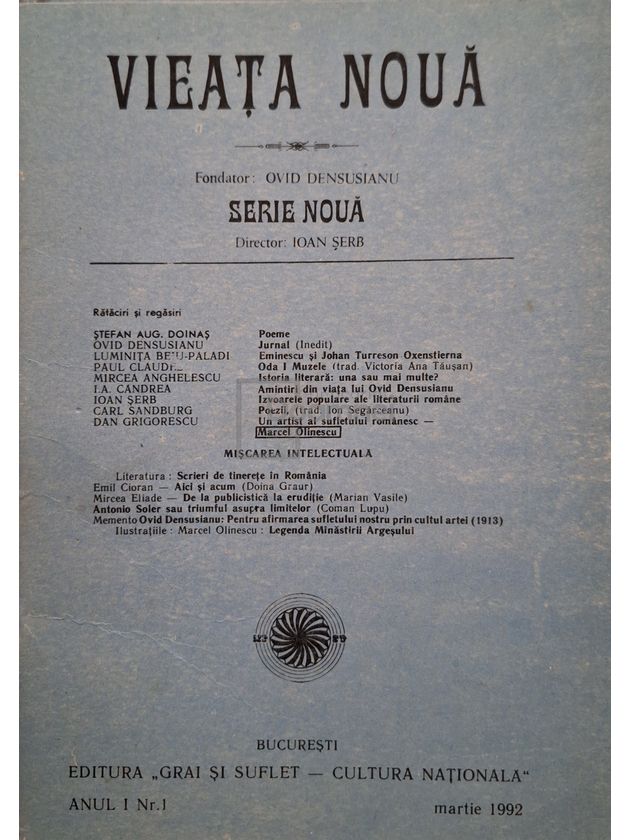 VIEAȚA NOUĂ
Fondator: OVID DENSUSIANU
SERIE NOUĂ
Director: IOAN ȘERB
Rătăciri și regăsiri
ȘTEFAN AUG. DOINAȘ Poeme
OVID DENSUSIANU Jurnal (Inedit)
LUMINIȚA BEIU-PALADI Eminescu și Johan Turreson Oxenstierna
PAUL CLAUDEL Oda I Muzele (trad. Victoria Ana Tăușan)
MIRCEA ANGHELESCU Istoria literară: una sau mai multe?
I.A. CANDREA Amintiri din viața lui Ovid Densusianu
IOAN ȘERB Izvoarele populare ale literaturii române
CARL SANDBURG Poezii, (trad. Ion Segărceanu)
DAN GRIGORESCU Un artist al sufletului românesc —
Marcel Olinescu
MIȘCAREA INTELECTUALĂ
Literatura : Scrieri de tinerețe în România
Emil Cioran — Aici și acum (Doina Graur)
Mircea Eliade — De la publicistică la erudiție (Marian Vasile)
Antonio Soler sau triumful asupra limitelor (Coman Lupu)
Memento Ovid Densusianu: Pentru afirmarea sufletului nostru prin cultul artei (1913)
Ilustrațiile : Marcel Olinescu : Legenda Mînăstirii Argeșului
BUCUREȘTI
EDITURA „GRAI ȘI SUFLET — CULTURA NAȚIONALĂ“
ANUL I Nr.1 martie 1992